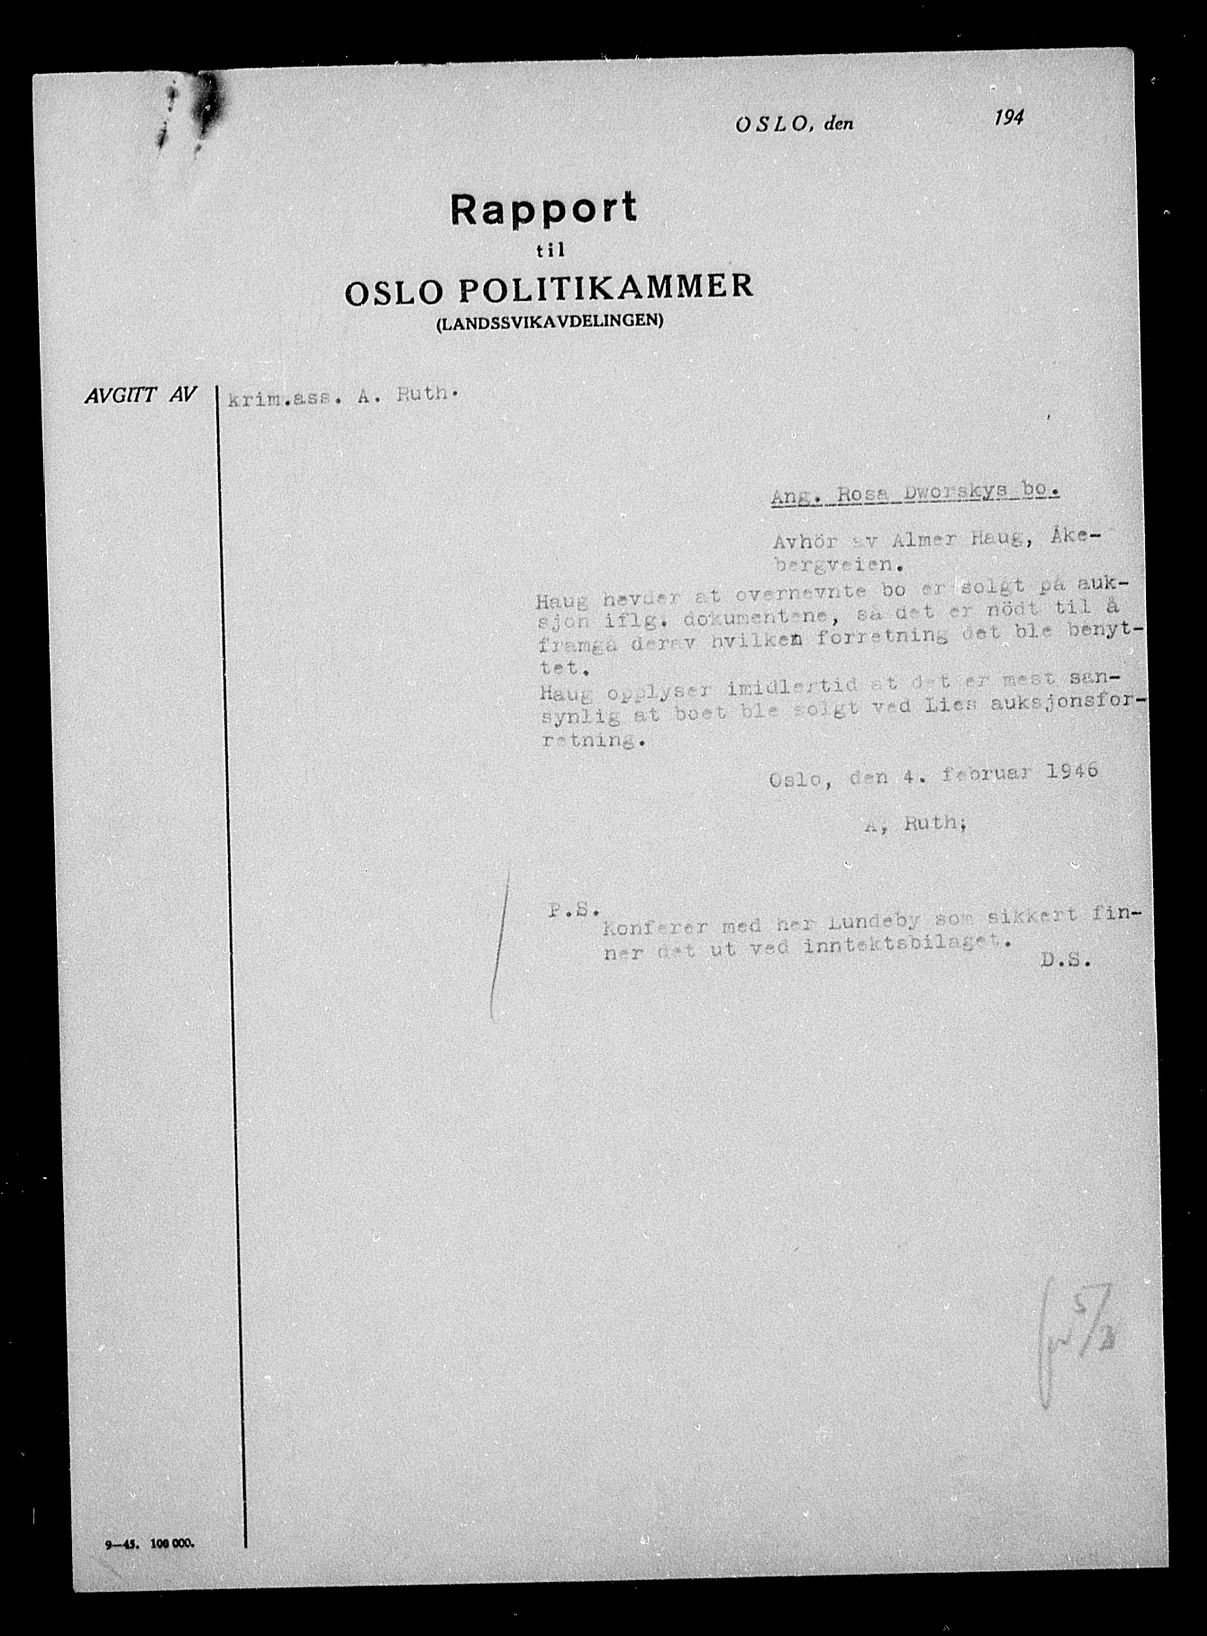 OSLO, den 194
Rapport
til
OSLO POLITIKAMMER
(LANDSSVIKAVDELINGEN)
AVGITT AV krim.ass. A. Ruth.
Ang. Rosa Dworskys bo.
Avhör av Almer Haug, Åke-
bergveien.
Haug hevder at overnevnte bo er solgt på auk-
sjon iflg. dokumentene, så det er nödt til å
framgå derav hvilken forretning det ble benyt-
tet.
Haug opplyser imidlertid at det er mest san-
synlig at boet ble solgt ved Lies auksjonsfor-
retning.
Oslo, den 4. februar 1946
A; Ruth;
P.S.
Konferer med her Lundeby som sikkert fin-
ner det ut ved inntektsbilaget.
D.S.
5/2
9—45. 100 000.